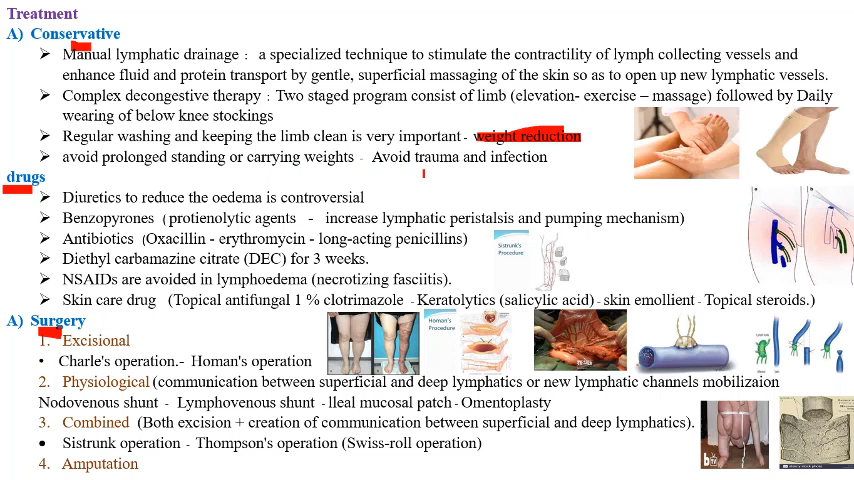 Treatment
A) Conservative
➤ Manual lymphatic drainage : a specialized technique to stimulate the contractility of lymph collecting vessels and
enhance fluid and protein transport by gentle, superficial massaging of the skin so as to open up new lymphatic vessels.
➤ Complex decongestive therapy : Two staged program consist of limb (elevation- exercise – massage) followed by Daily
wearing of below knee stockings
➤ Regular washing and keeping the limb clean is very important - weight reduction
➤ avoid prolonged standing or carrying weights - Avoid trauma and infection
drugs
➤ Diuretics to reduce the oedema is controversial
➤ Benzopyrones (protienolytic agents - increase lymphatic peristalsis and pumping mechanism)
➤ Antibiotics (Oxacillin - erythromycin - long-acting penicillins)
➤ Diethyl carbamazine citrate (DEC) for 3 weeks.
➤ NSAIDs are avoided in lymphoedema (necrotizing fasciitis).
➤ Skin care drug (Topical antifungal 1 % clotrimazole - Keratolytics (salicylic acid) - skin emollient - Topical steroids.)
Sistrunk's
Procedure
A) Surgery
1. Excisional
• Charle's operation.- Homan's operation
Homan's
Procedure
2. Physiological (communication between superficial and deep lymphatics or new lymphatic channels mobilizaion
Nodovenous shunt - Lymphovenous shunt - Ileal mucosal patch - Omentoplasty
3. Combined (Both excision + creation of communication between superficial and deep lymphatics).
• Sistrunk operation - Thompson's operation (Swiss-roll operation)
4. Amputation